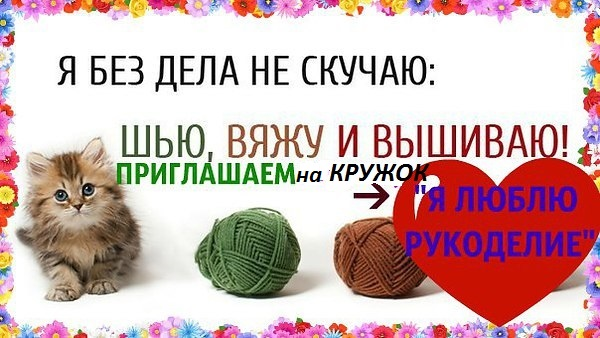 Я БЕЗ ДЕЛА НЕ СКУЧАЮ:
ШЬЮ, ВЯЖУ И ВЫШИВАЮ!
ПРИГЛАШАЕМ на КРУЖОК
"Я ЛЮБЛЮ
РУКОДЕЛИЕ"